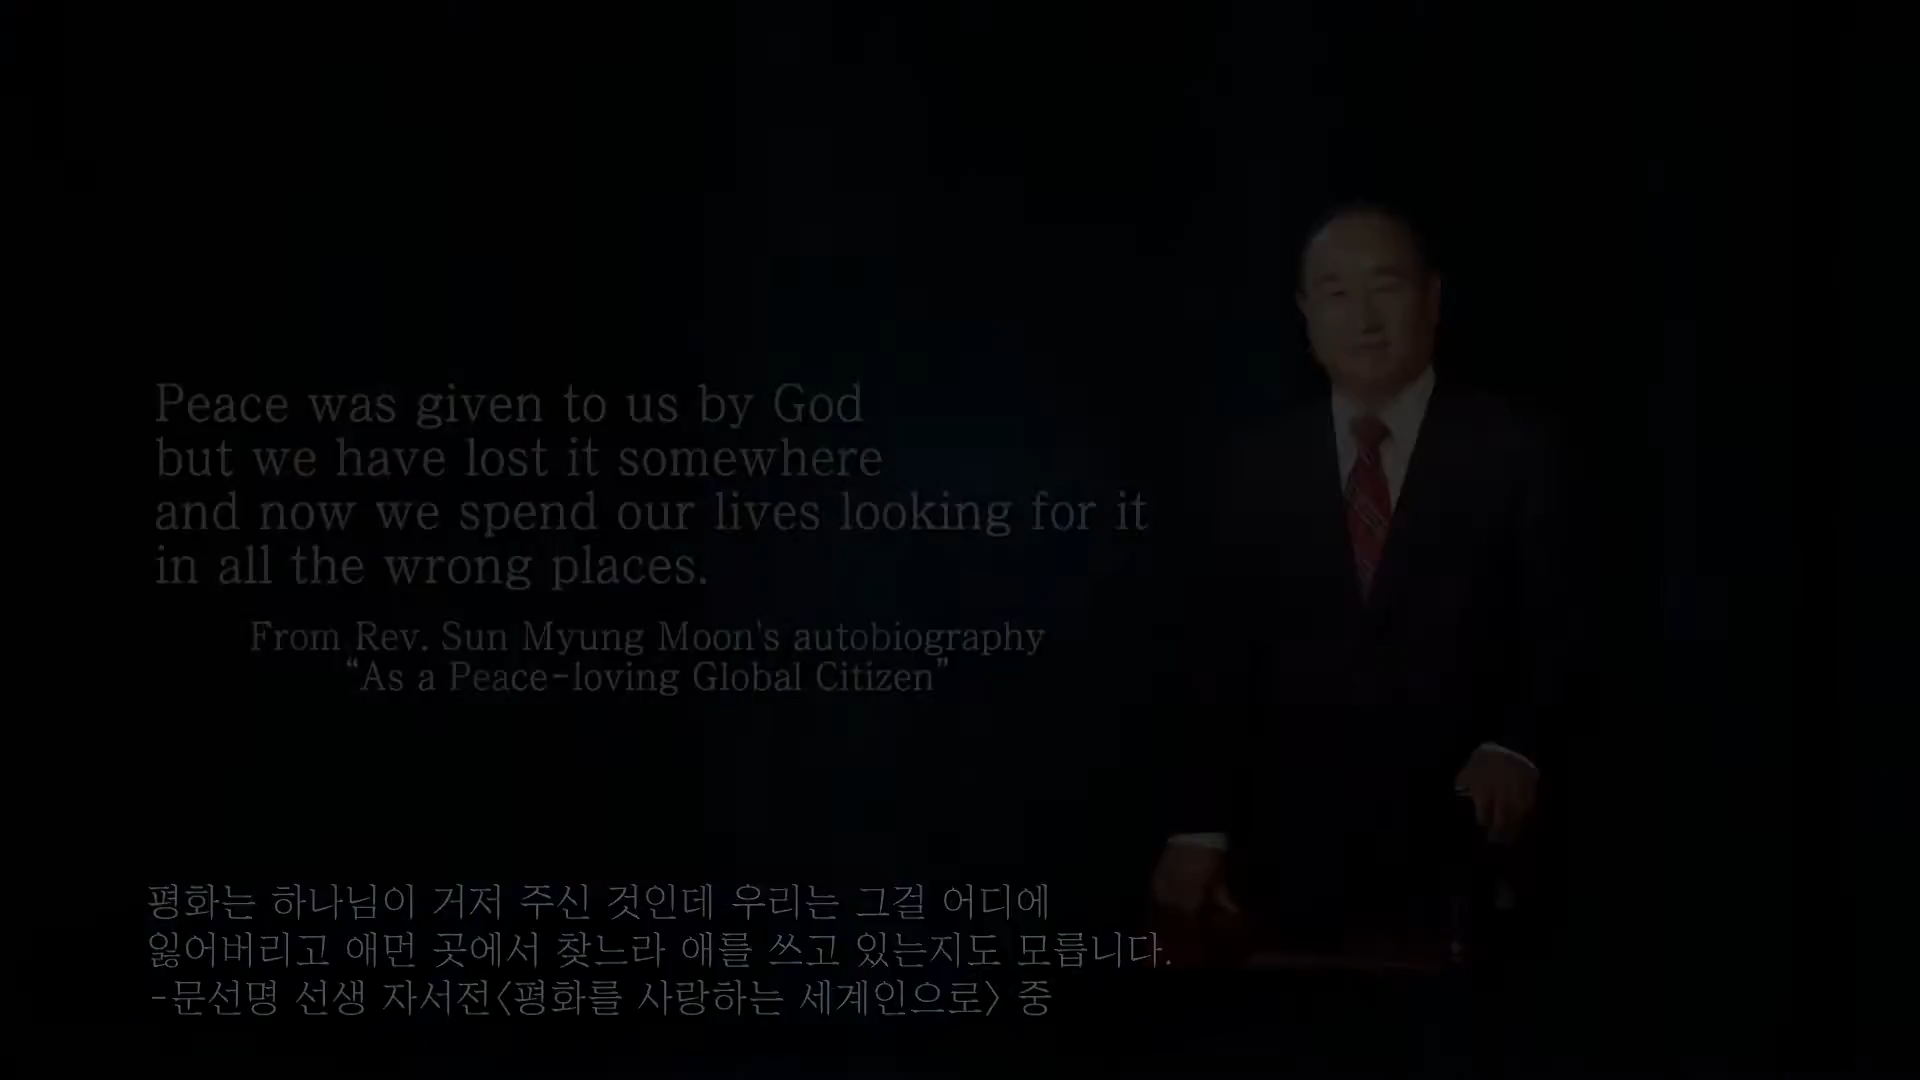 Peace was given to us by God
but we have lost it somewhere
and now we spend our lives looking for it
in all the wrong places.
From Rev. Sun Myung Moon's autobiography
“As a Peace-loving Global Citizen”
평화는 하나님이 거저 주신 것인데 우리는 그걸 어디에
잃어버리고 애먼 곳에서 찾느라 애를 쓰고 있는지도 모릅니다.
-문선명 선생 자서전<평화를 사랑하는 세계인으로> 중